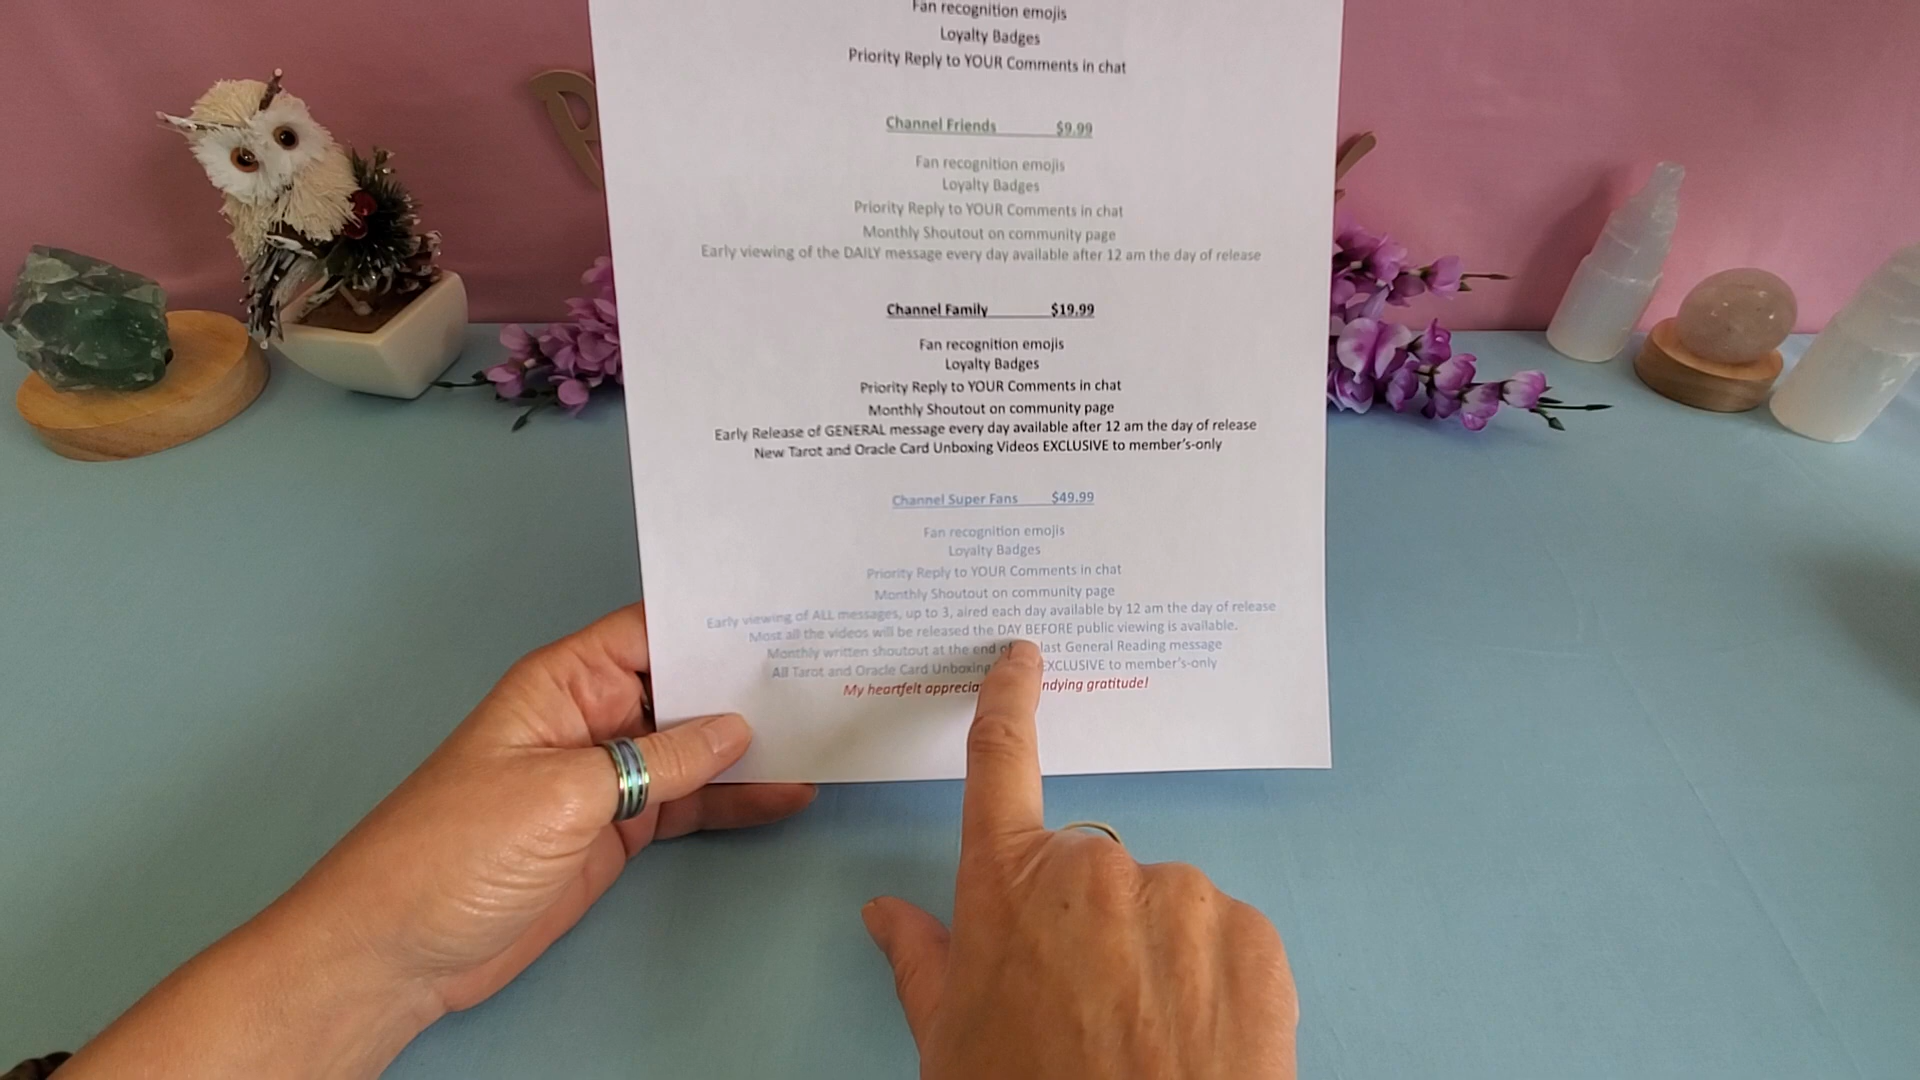 Fan recognition emojis
Loyalty Badges
Priority Reply to YOUR Comments in chat
Channel Friends $9.99
Fan recognition emojis
Loyalty Badges
Priority Reply to YOUR Comments in chat
Monthly Shoutout on community page
Early viewing of the DAILY message every day available after 12 am the day of release
Channel Family $19.99
Fan recognition emojis
Loyalty Badges
Priority Reply to YOUR Comments in chat
Monthly Shoutout on community page
Early Release of GENERAL message every day available after 12 am the day of release
New Tarot and Oracle Card Unboxing Videos EXCLUSIVE to member's-only
Channel Super Fans $49.99
Fan recognition emojis
Loyalty Badges
Priority Reply to YOUR Comments in chat
Monthly Shoutout on community page
Early viewing of ALL messages, up to 3, aired each day available by 12 am the day of release
Most all the videos will be released the DAY BEFORE public viewing is available.
Monthly written shoutout at the end last General Reading message
All Tarot and Oracle Card Unboxing EXCLUSIVE to member's-only
My heartfelt gratitude!